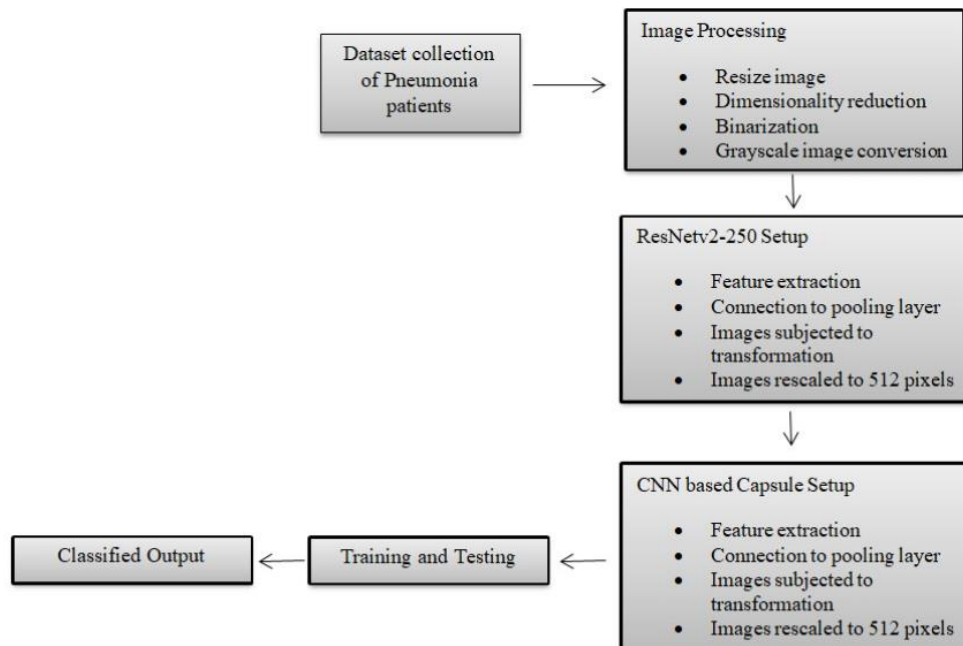 Dataset collection
of Pneumonia
patients
Image Processing
• Resize image
• Dimensionality reduction
• Binarization
• Grayscale image conversion
ResNetv2-250 Setup
• Feature extraction
• Connection to pooling layer
• Images subjected to
transformation
• Images rescaled to 512 pixels
CNN based Capsule Setup
• Feature extraction
• Connection to pooling layer
• Images subjected to
transformation
• Images rescaled to 512 pixels
Training and Testing
Classified Output